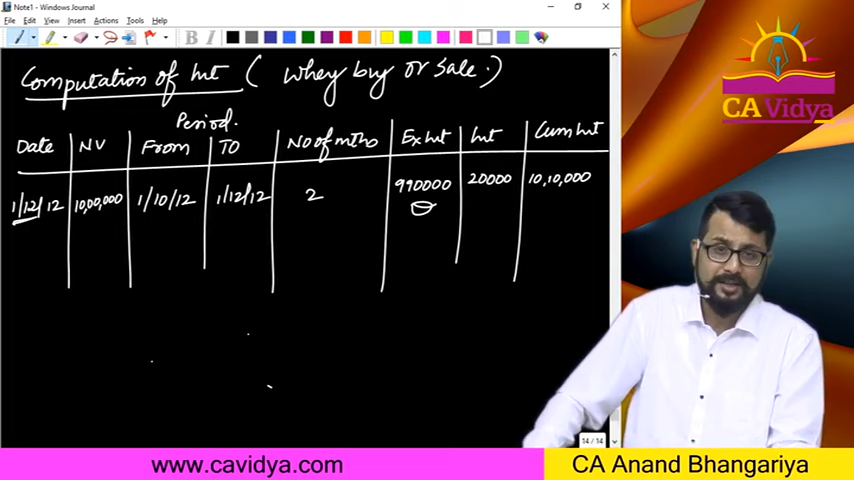 Note1 - Windows Journal
File Edit View Insert Actions Tools Help
B I
Computation of Int ( Whey buy or Sale. )
Period.
Date NV From TO No of mths Ex Int Int Cum Int
1/12/12 10,00,000 1/10/12 1/12/12 2 990000 20000 10,10,000
CA Vidya
14 / 14
www.cavidya.com
CA Anand Bhangariya